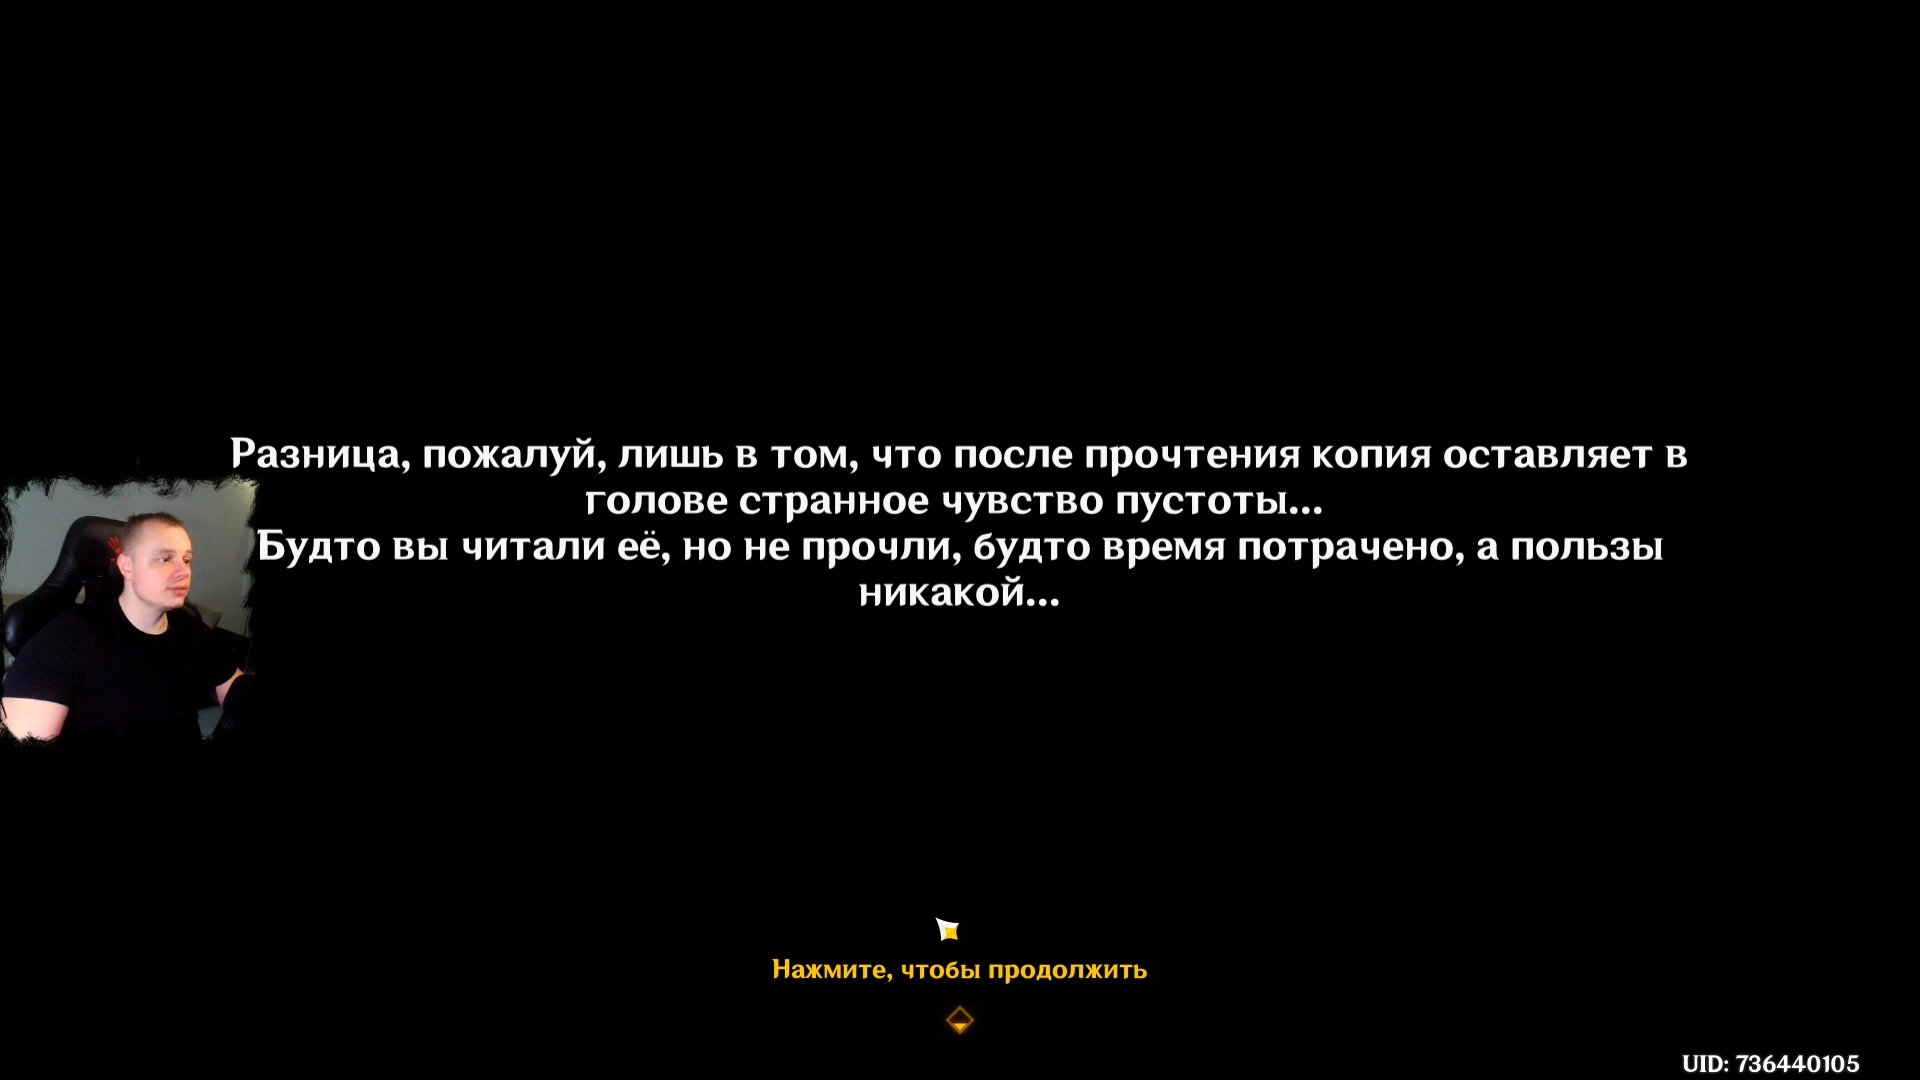 Разница, пожалуй, лишь в том, что после прочтения копия оставляет в
голове странное чувство пустоты...
Будто вы читали её, но не прочли, будто время потрачено, а пользы
никакой...
Нажмите, чтобы продолжить
UID: 736440105